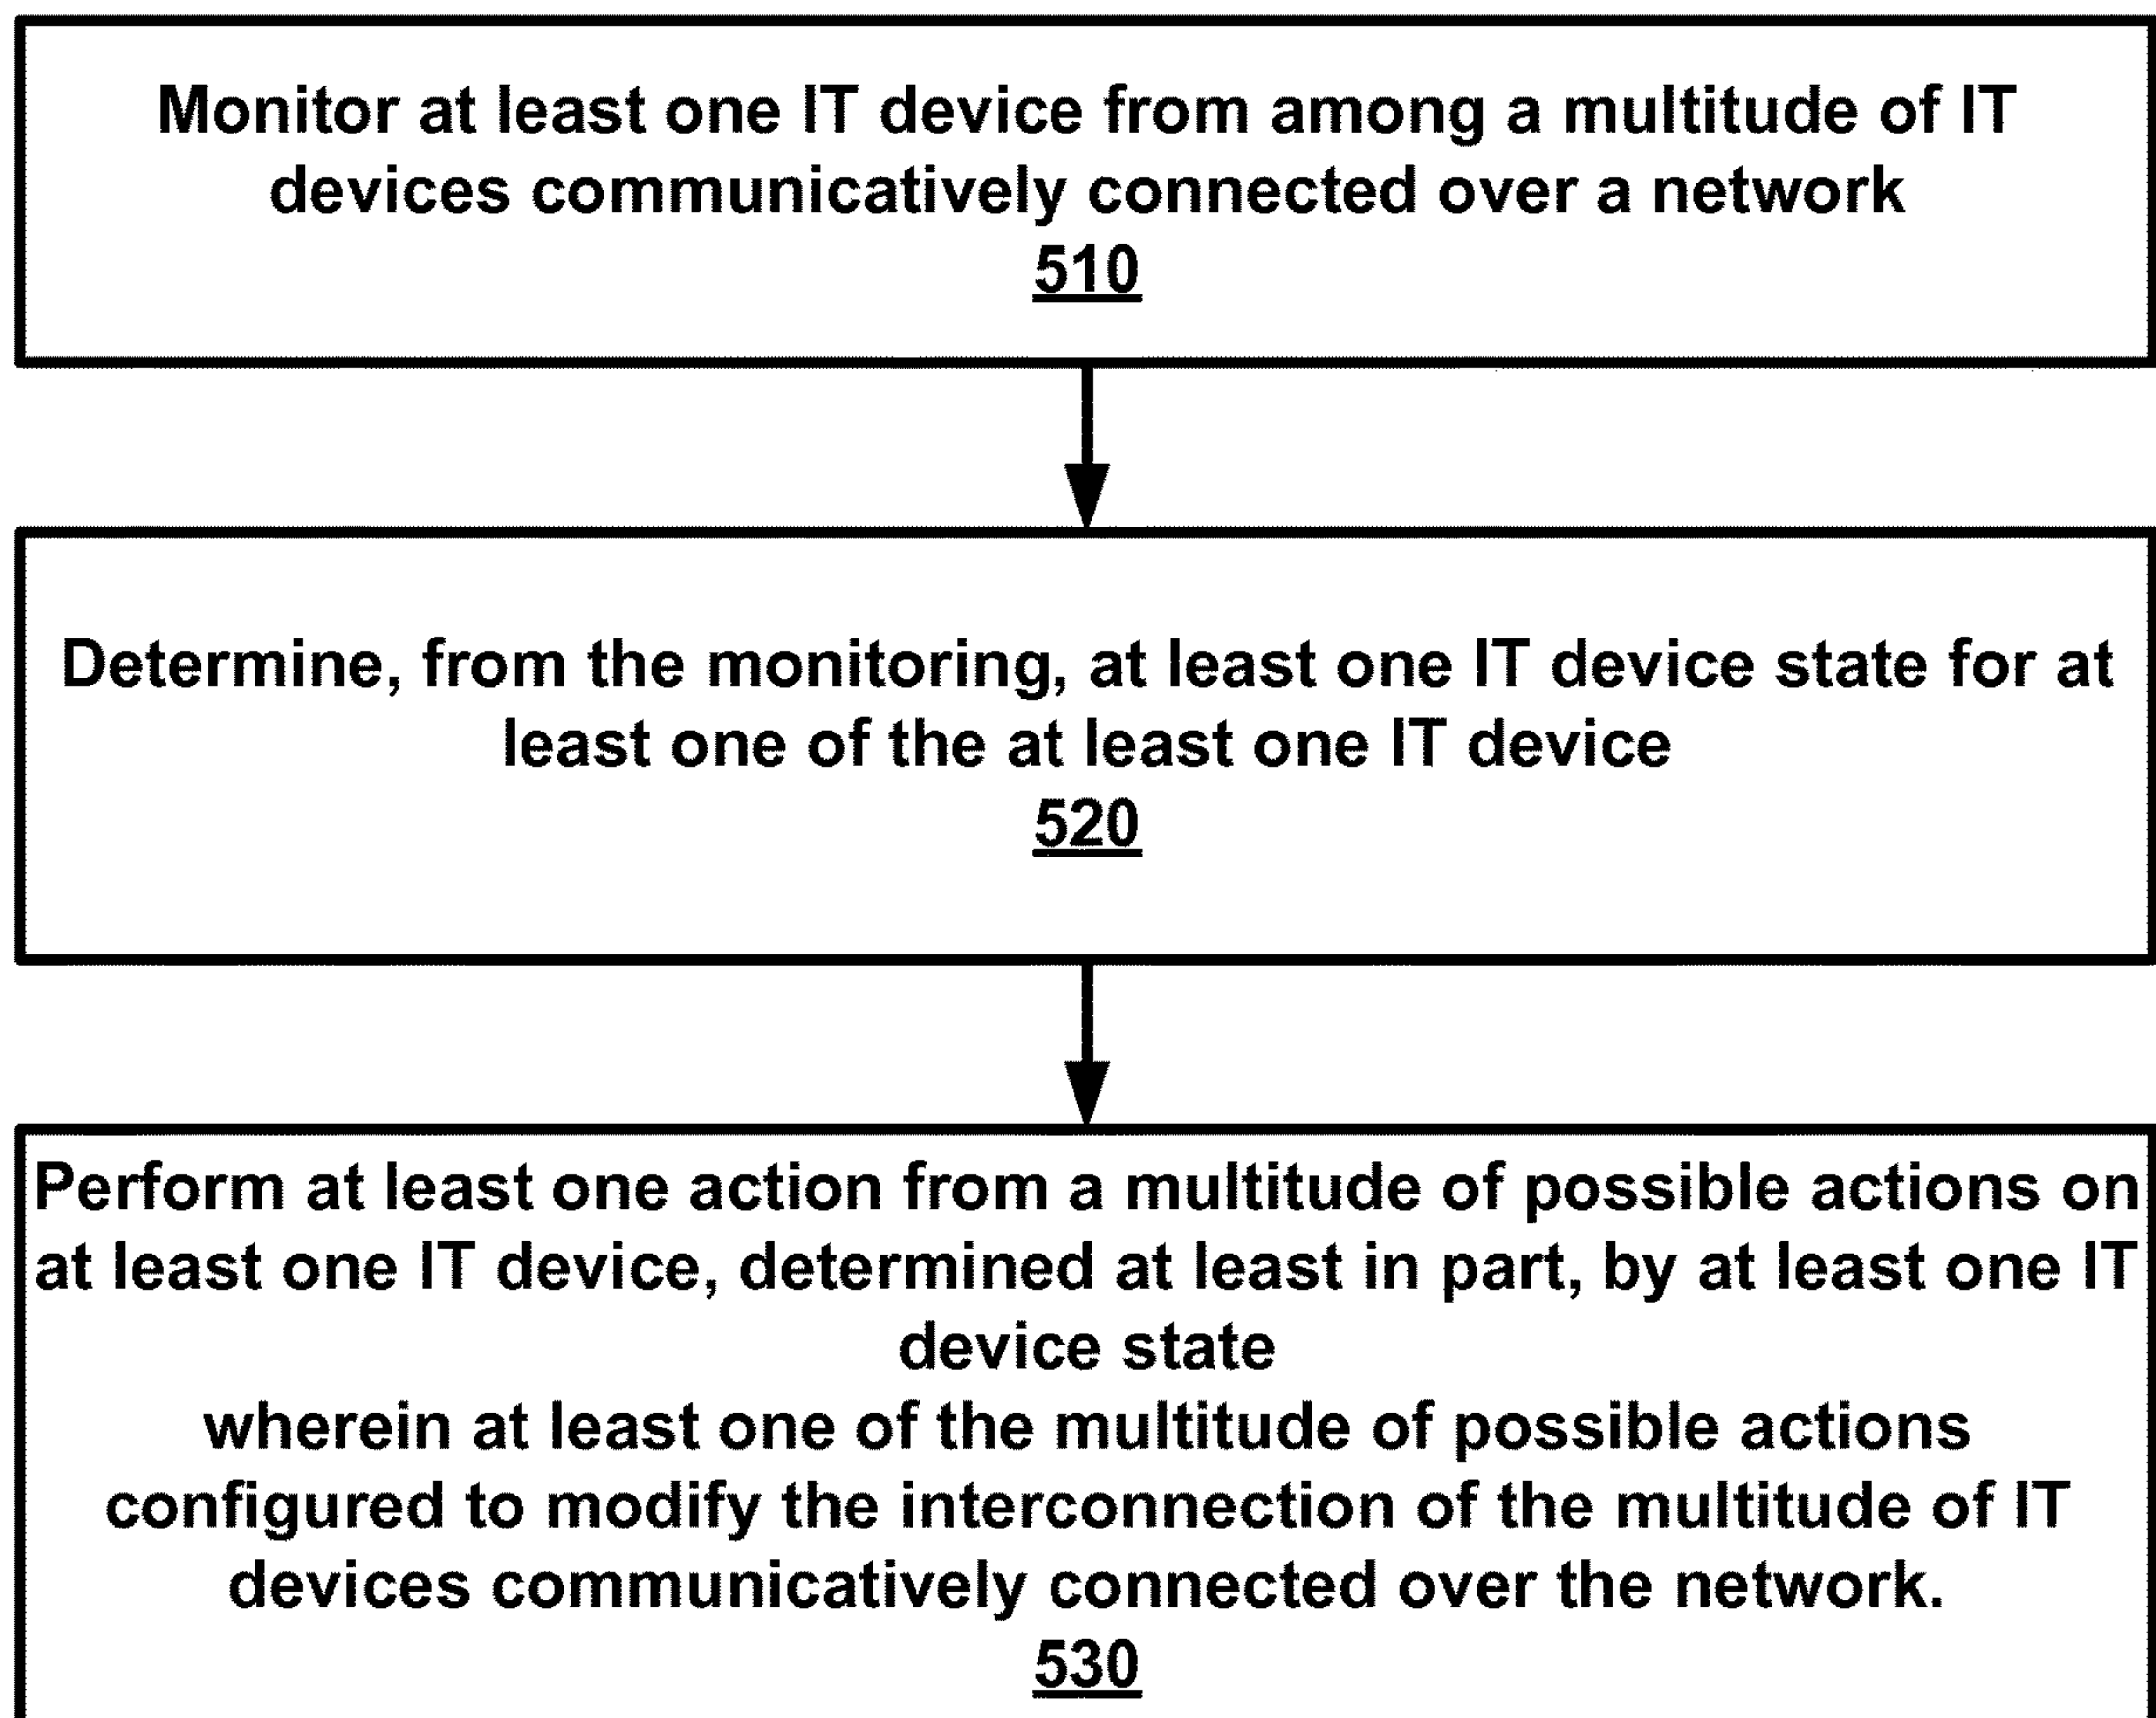 Monitor at least one IT device from among a multitude of IT
devices communicatively connected over a network
510
Determine, from the monitoring, at least one IT device state for at
least one of the at least one IT device
520
Perform at least one action from a multitude of possible actions on
at least one IT device, determined at least in part, by at least one IT
device state
wherein at least one of the multitude of possible actions
configured to modify the interconnection of the multitude of IT
devices communicatively connected over the network.
530